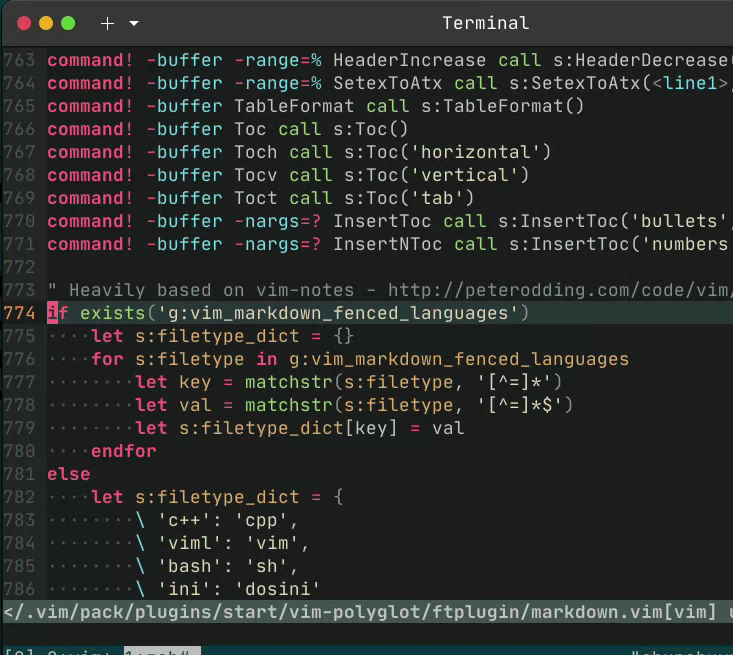 Terminal
763 command! -buffer -range=% HeaderIncrease call s:HeaderDecrease(
764 command! -buffer -range=% SetexToAtx call s:SetexToAtx(<line1>,
765 command! -buffer TableFormat call s:TableFormat()
766 command! -buffer Toc call s:Toc()
767 command! -buffer Toch call s:Toc('horizontal')
768 command! -buffer Tocv call s:Toc('vertical')
769 command! -buffer Toct call s:Toc('tab')
770 command! -buffer -nargs=? InsertToc call s:InsertToc('bullets',
771 command! -buffer -nargs=? InsertNToc call s:InsertToc('numbers
772
773 " Heavily based on vim-notes - http://peterodding.com/code/vim/
774 if exists('g:vim_markdown_fenced_languages')
775 ····let s:filetype_dict = {}
776 ····for s:filetype in g:vim_markdown_fenced_languages
777 ········let key = matchstr(s:filetype, '[^=]*')
778 ········let val = matchstr(s:filetype, '[^=]*$')
779 ········let s:filetype_dict[key] = val
780 ····endfor
781 else
782 ····let s:filetype_dict = {
783 ········\ 'c++': 'cpp',
784 ········\ 'viml': 'vim',
785 ········\ 'bash': 'sh',
786 ········\ 'ini': 'dosini'
</.vim/pack/plugins/start/vim-polyglot/ftplugin/markdown.vim[vim] u